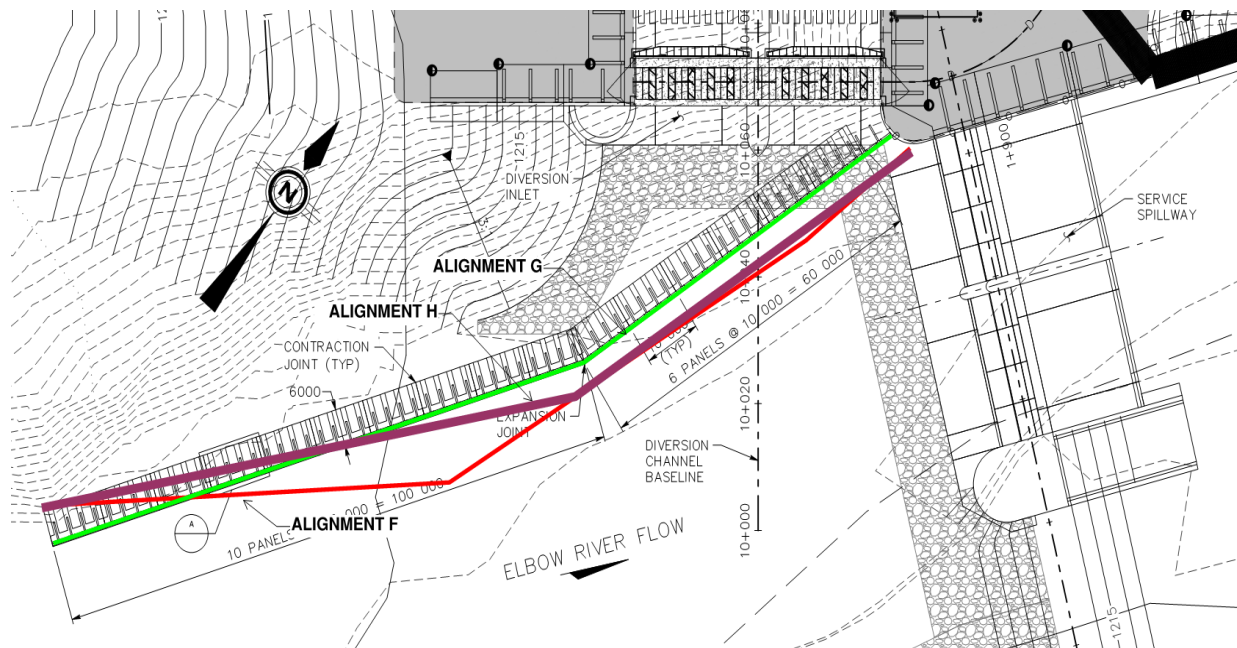 DIVERSION
INLET
1215
10+060
1+900
SERVICE
SPILLWAY
N
ALIGNMENT G
ALIGNMENT H
10+040
CONTRACTION
JOINT (TYP)
(TYP)
6 PANELS @ 10 000 = 60 000
6000
EXPANSION
JOINT
10+020
DIVERSION
CHANNEL
BASELINE
A
ALIGNMENT F
10 PANELS
000 = 100 000
10+000
ELBOW RIVER FLOW
1215